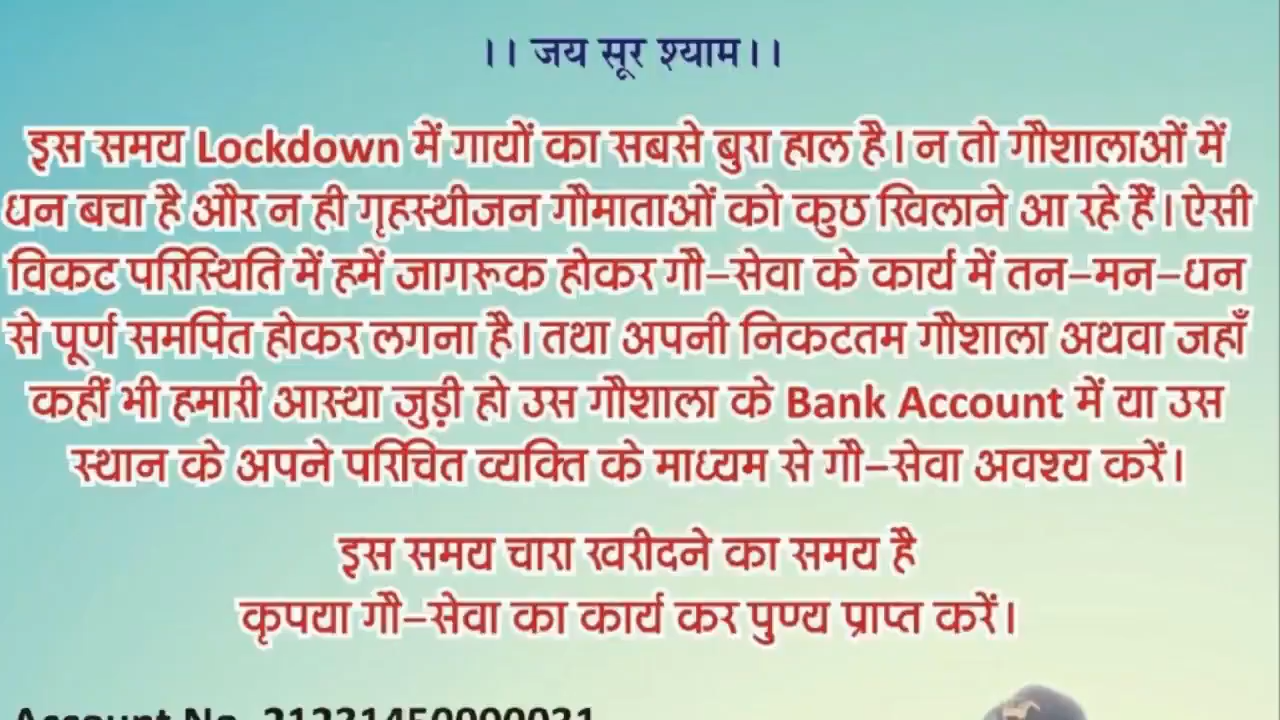 ।। जय सूर श्याम।।
इस समय Lockdown में गायों का सबसे बुरा हाल है। न तो गौशालाओं में
धन बचा है और न ही गृहस्थीजन गौमाताओं को कुछ खिलाने आ रहे हैं। ऐसी
विकट परिस्थिति में हमें जागरूक होकर गौ-सेवा के कार्य में तन-मन-धन
से पूर्ण समर्पित होकर लगना है। तथा अपनी निकटतम गौशाला अथवा जहाँ
कहीं भी हमारी आस्था जुड़ी हो उस गौशाला के Bank Account में या उस
स्थान के अपने परिचित व्यक्ति के माध्यम से गौ-सेवा अवश्य करें।
इस समय चारा खरीदने का समय है
कृपया गौ-सेवा का कार्य कर पुण्य प्राप्त करें।
Account No.